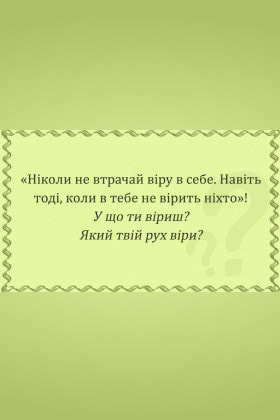 «Ніколи не втрачай віру в себе. Навіть
тоді, коли в тебе не вірить ніхто»!
У що ти віриш?
Який твій рух віри?